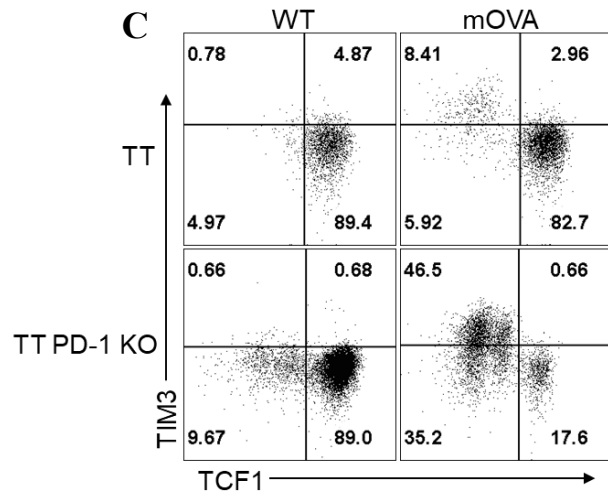 C WT mOVA
0.78 4.87 8.41 2.96
TT
4.97 89.4 5.92 82.7
0.66 0.68 46.5 0.66
TT PD-1 KO
TIM3
9.67 89.0 35.2 17.6
TCF1